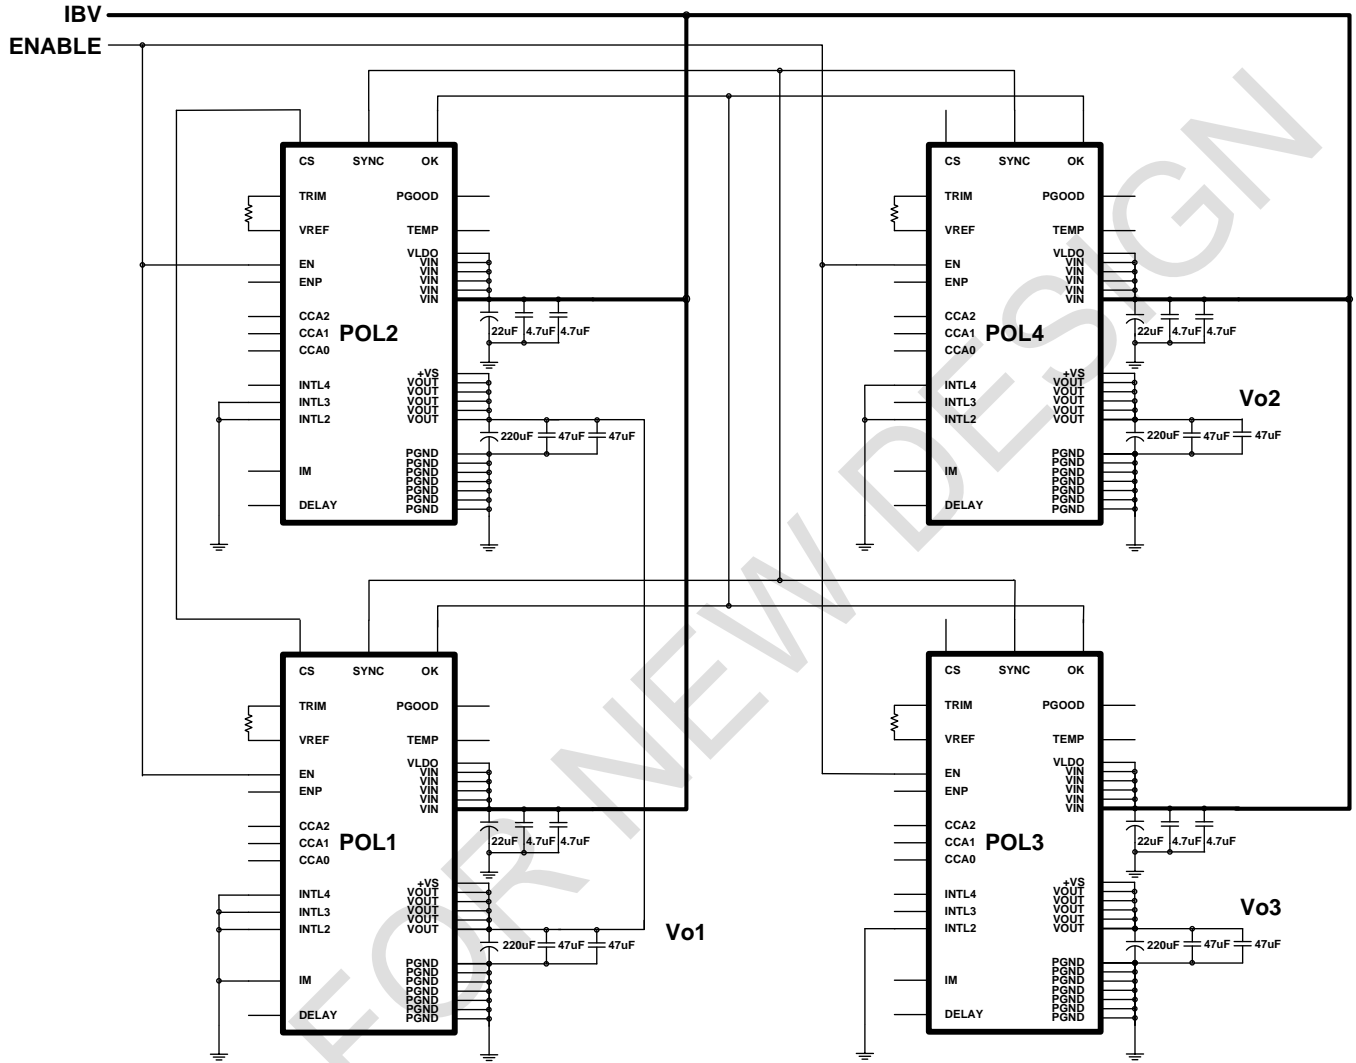 IBV
ENABLE
CS SYNC OK
TRIM PGOOD
VREF TEMP
VLDO
EN VIN
VIN
ENP VIN
VIN
VIN
CCA2 22uF 4.7uF 4.7uF
CCA1 POL2
CCA0
+VS
INTL4 VOUT
VOUT
INTL3 VOUT
VOUT
INTL2 VOUT
220uF 47uF 47uF
PGND
PGND
IM PGND
PGND
PGND
PGND
DELAY PGND
CS SYNC OK
TRIM PGOOD
VREF TEMP
VLDO
EN VIN
VIN
ENP VIN
VIN
VIN
CCA2 22uF 4.7uF 4.7uF
CCA1 POL4
CCA0
+VS
INTL4 VOUT
VOUT
INTL3 VOUT
VOUT
INTL2 VOUT
Vo2
220uF 47uF 47uF
PGND
PGND
IM PGND
PGND
PGND
PGND
DELAY PGND
CS SYNC OK
TRIM PGOOD
VREF TEMP
VLDO
EN VIN
VIN
ENP VIN
VIN
VIN
CCA2 22uF 4.7uF 4.7uF
CCA1 POL1
CCA0
+VS
INTL4 VOUT
VOUT
INTL3 VOUT
VOUT
INTL2 VOUT
Vo1
220uF 47uF 47uF
PGND
PGND
IM PGND
PGND
PGND
PGND
DELAY PGND
CS SYNC OK
TRIM PGOOD
VREF TEMP
VLDO
EN VIN
VIN
ENP VIN
VIN
VIN
CCA2 22uF 4.7uF 4.7uF
CCA1 POL3
CCA0
+VS
INTL4 VOUT
VOUT
INTL3 VOUT
VOUT
INTL2 VOUT
Vo3
220uF 47uF 47uF
PGND
PGND
IM PGND
PGND
PGND
PGND
DELAY PGND
FOR NEW DESIGN